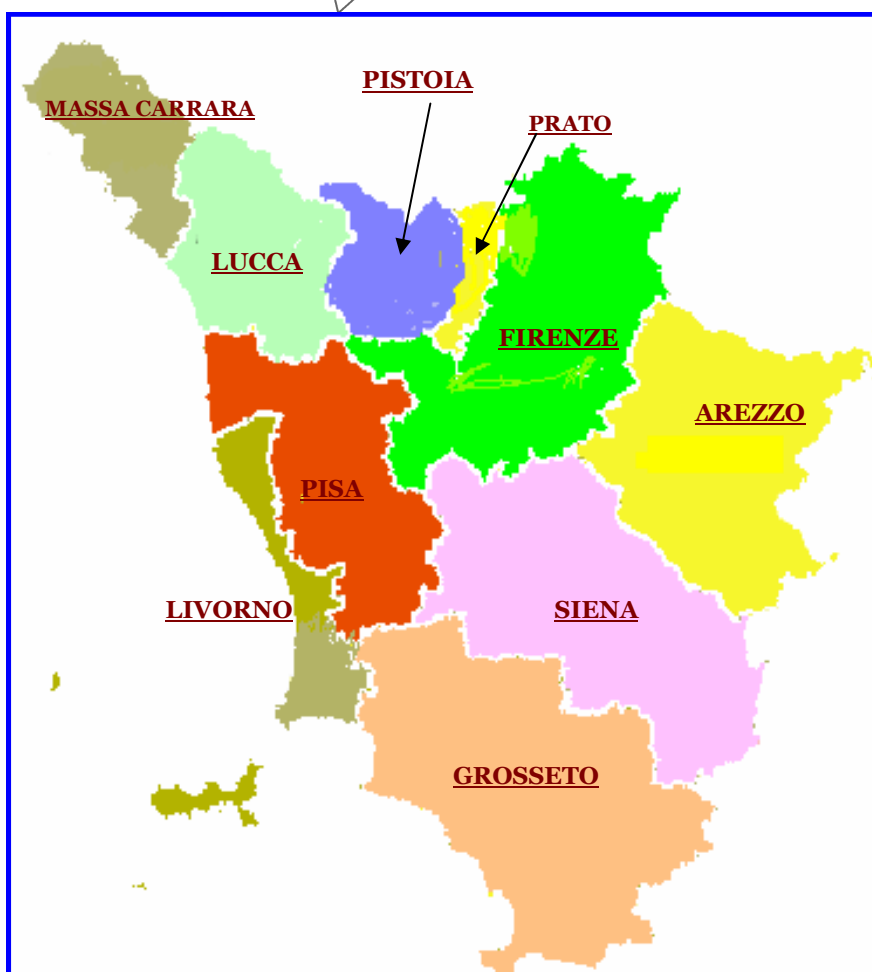 PISTOIA
MASSA CARRARA
PRATO
LUCCA
FIRENZE
AREZZO
PISA
LIVORNO
SIENA
GROSSETO